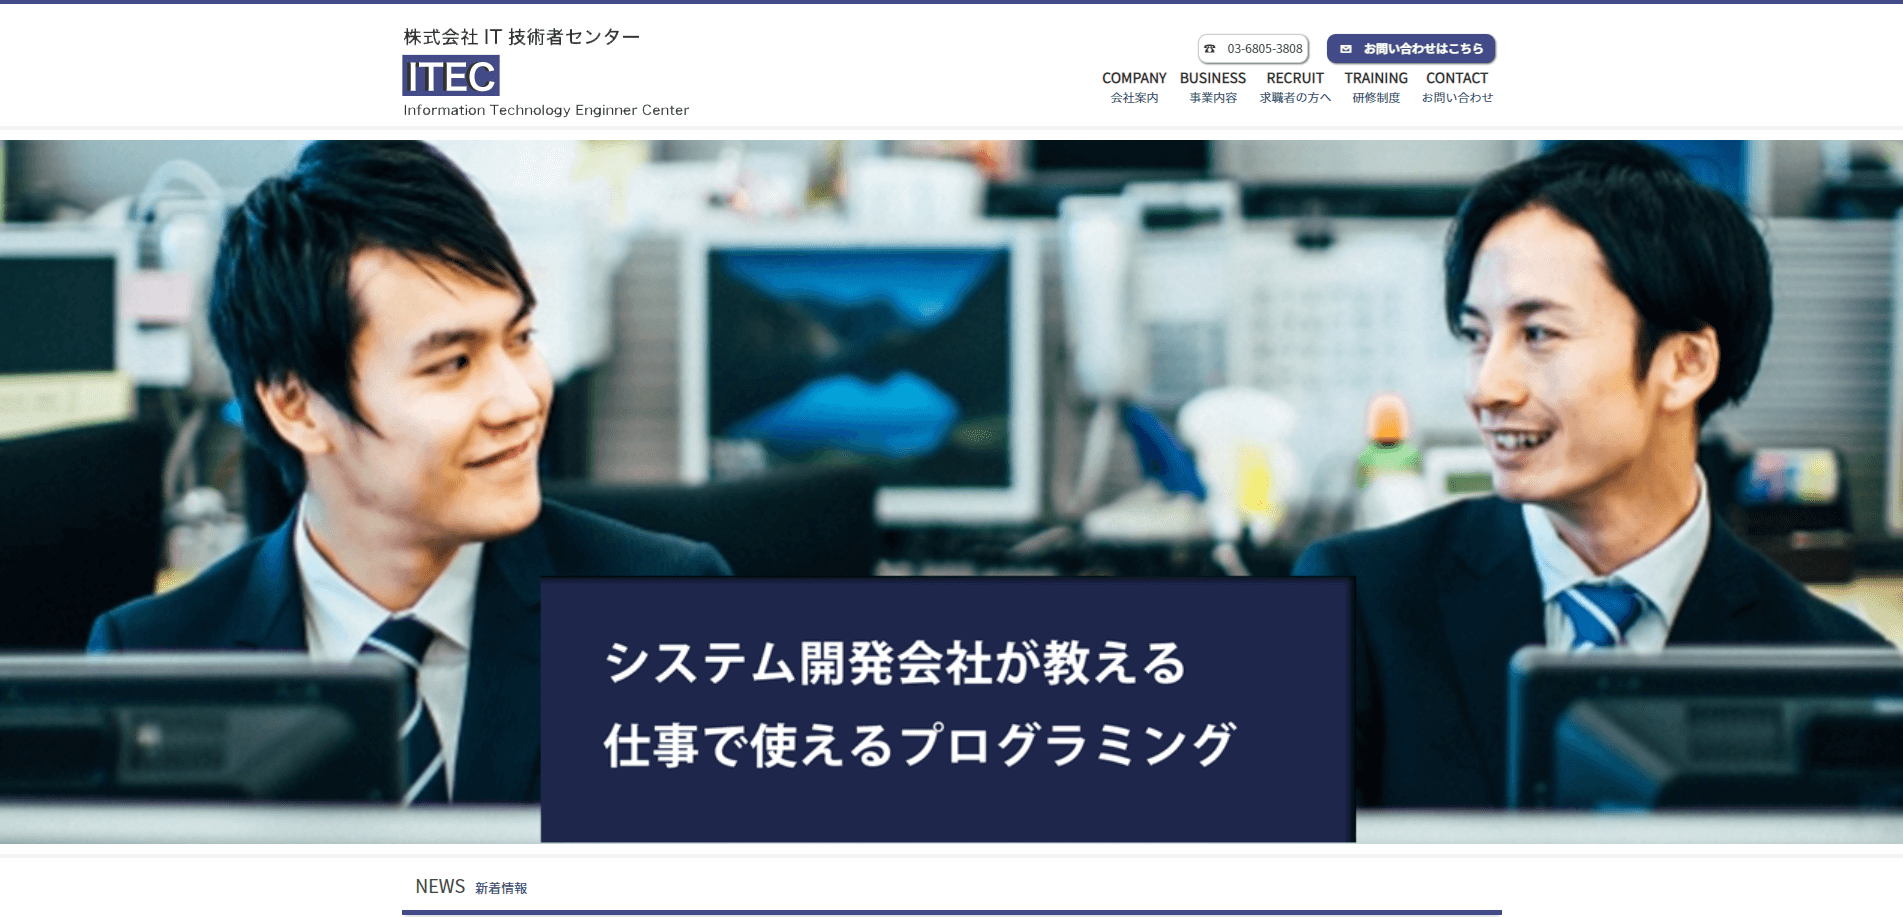 株式会社 IT 技術者センター
ITEC
Information Technology Enginner Center
03-6805-3808
お問い合わせはこちら
COMPANY BUSINESS RECRUIT TRAINING CONTACT
会社案内 事業内容 求職者の方へ 研修制度 お問い合わせ
システム開発会社が教える
仕事で使えるプログラミング
NEWS 新着情報